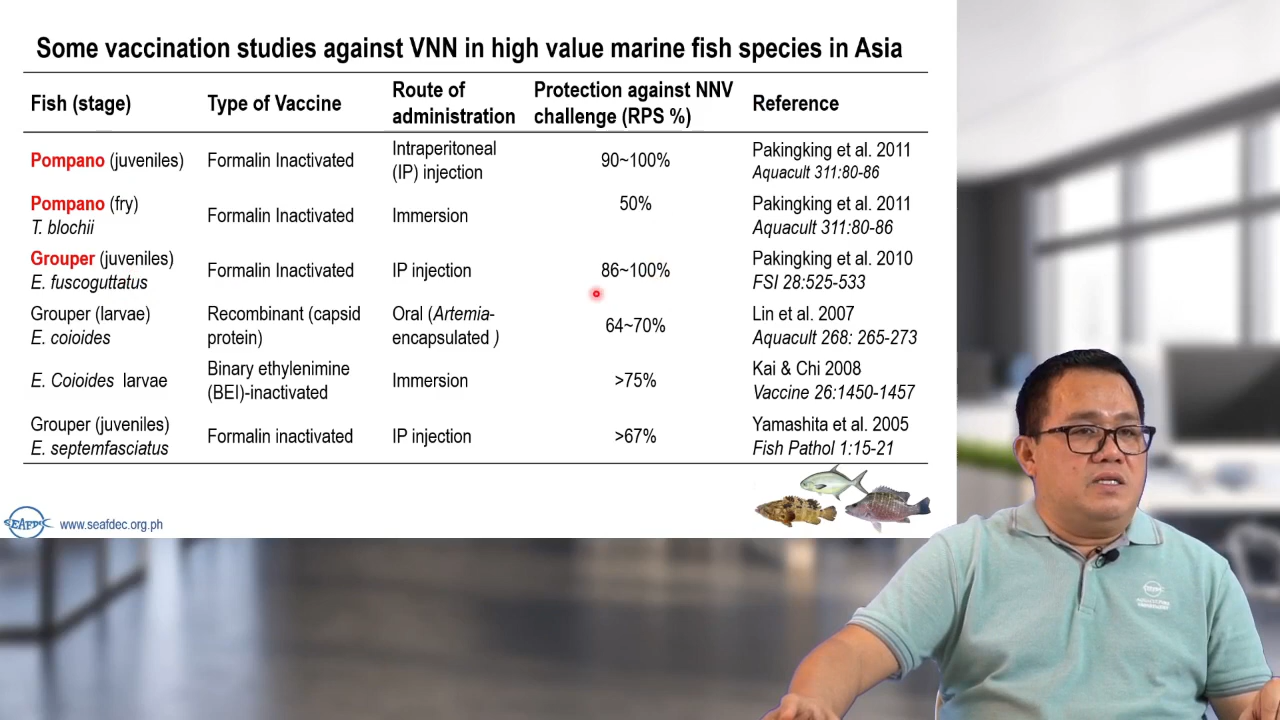 Some vaccination studies against VNN in high value marine fish species in Asia
Fish (stage)
Type of Vaccine
Route of
administration
Protection against NNV
challenge (RPS %)
Reference
Pompano (juveniles)
Formalin Inactivated
Intraperitoneal
(IP) injection
90~100%
Pakingking et al. 2011
Aquacult 311:80-86
Pompano (fry)
T. blochii
Formalin Inactivated
Immersion
50%
Pakingking et al. 2011
Aquacult 311:80-86
Grouper (juveniles)
E. fuscoguttatus
Formalin Inactivated
IP injection
86~100%
Pakingking et al. 2010
FSI 28:525-533
Grouper (larvae)
E. coioides
Recombinant (capsid
protein)
Oral (Artemia-
encapsulated )
64~70%
Lin et al. 2007
Aquacult 268: 265-273
E. Coioides larvae
Binary ethylenimine
(BEI)-inactivated
Immersion
>75%
Kai & Chi 2008
Vaccine 26:1450-1457
Grouper (juveniles)
E. septemfasciatus
Formalin inactivated
IP injection
>67%
Yamashita et al. 2005
Fish Pathol 1:15-21
SEAFDEC
www.seafdec.org.ph